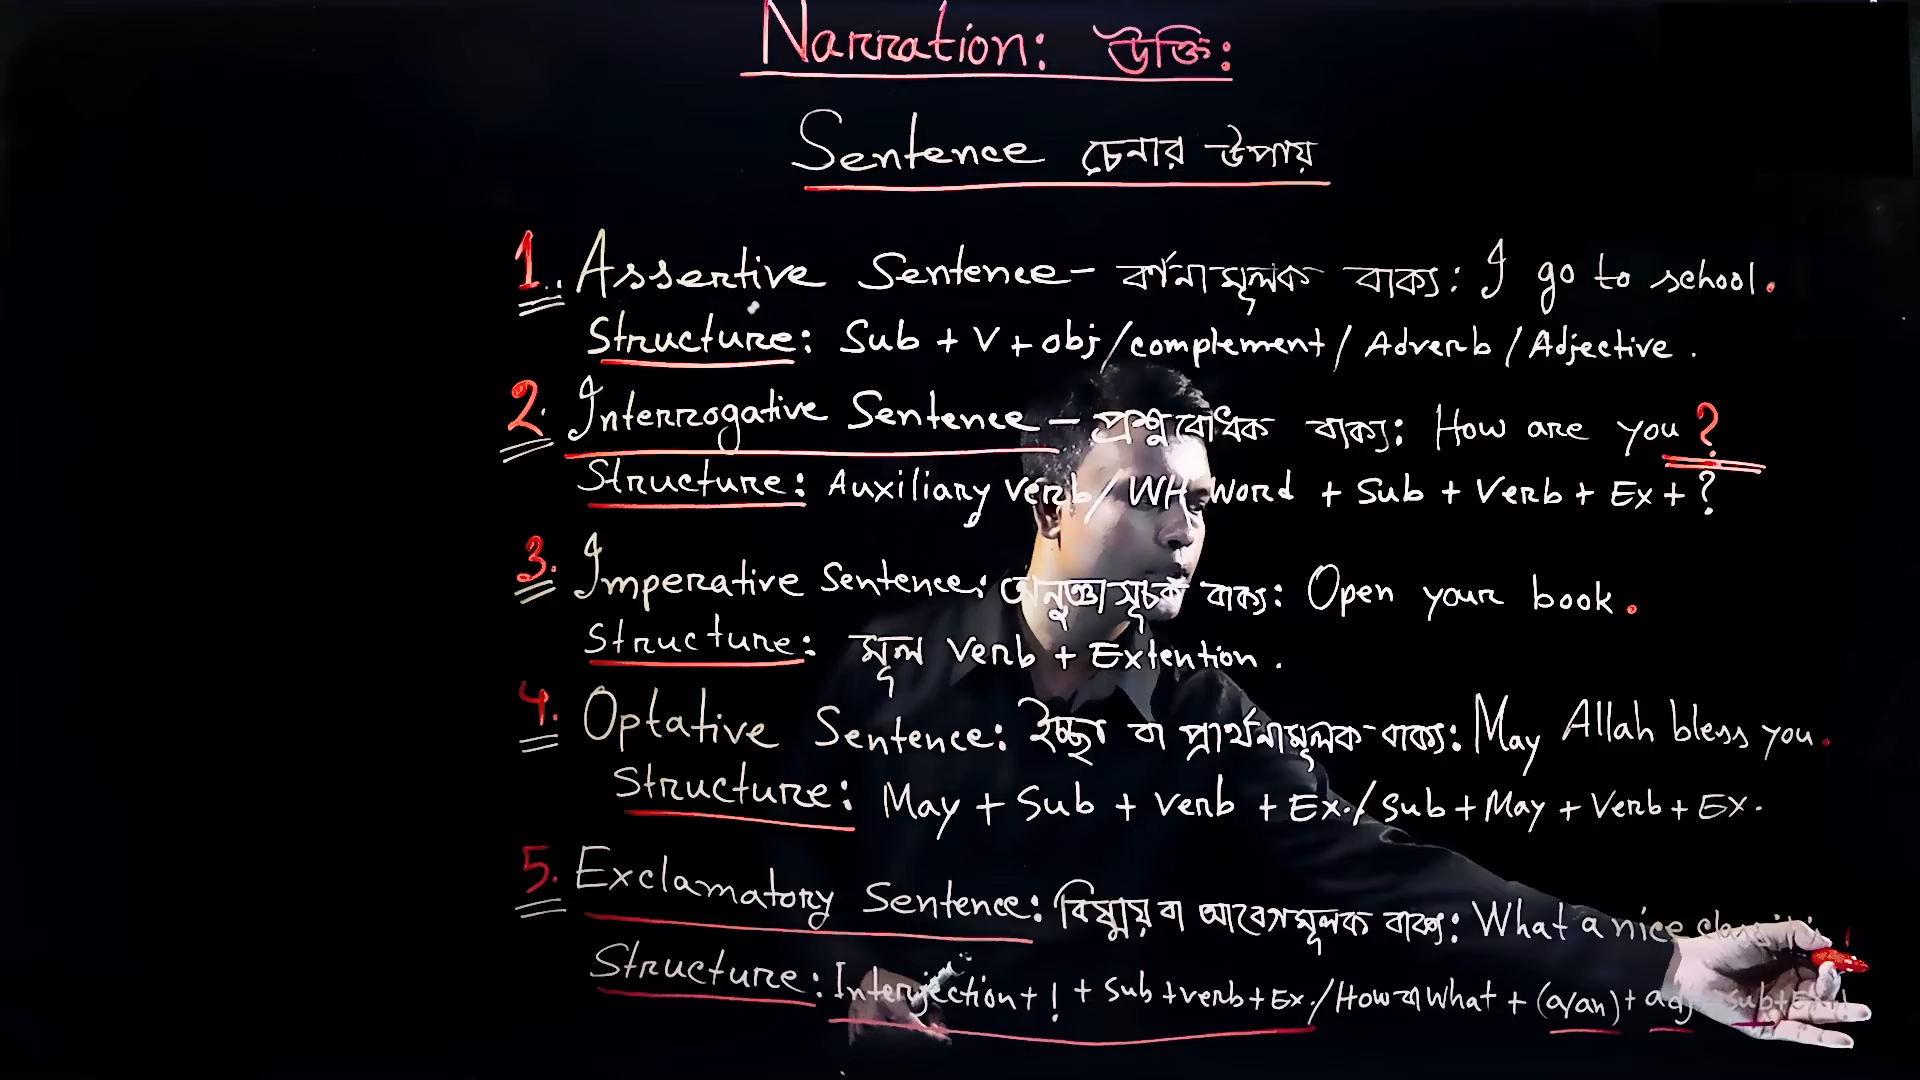 Narration: উক্তি:
Sentence চেনার উপায়
1. Assertive Sentence - বর্ণনামূলক বাক্য: I go to school.
Structure: Sub + V + obj/complement/Adverb/Adjective.
2. Interrogative Sentence - প্রশ্নবোধক বাক্য: How are you?
Structure: Auxiliary verb/WH Word + Sub + Verb + Ex + ?
3. Imperative Sentence: অনুজ্ঞাসূচক বাক্য: Open your book.
Structure: মূল Verb + Extention.
4. Optative Sentence: ইচ্ছা বা প্রার্থনামূলক-বাক্য: May Allah bless you.
Structure: May + Sub + verb + Ex./Sub + May + Verb + Ex.
5. Exclamatory Sentence: বিষ্ময় বা আবেগমূলক বাক্য: What a nice
Structure: Interjection + ! + Sub + verb + Ex./How বা What + (a/an) + adj + Sub +